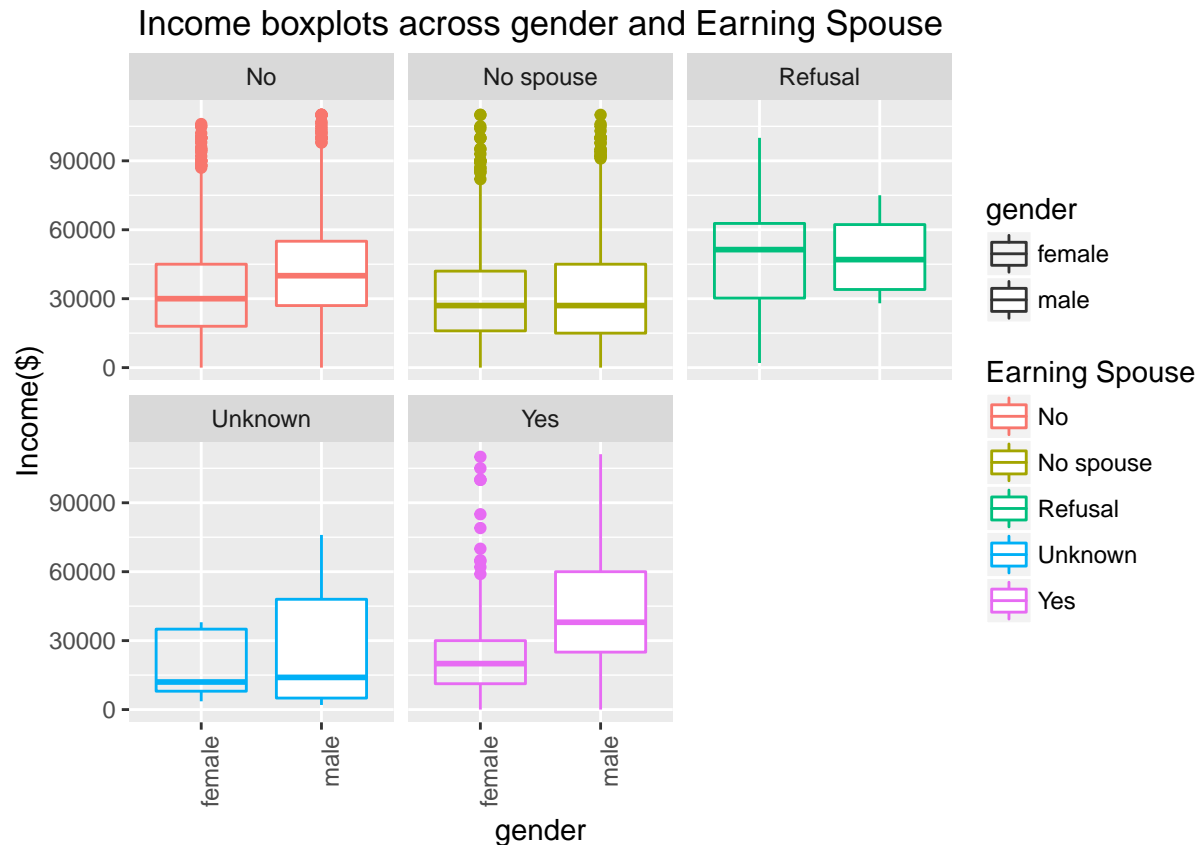 Income boxplots across gender and Earning Spouse
No
No spouse
Refusal
90000
60000
30000
0
Unknown
Yes
90000
60000
30000
0
Income($)
female
male
female
male
gender
gender
female
male
Earning Spouse
No
No spouse
Refusal
Unknown
Yes